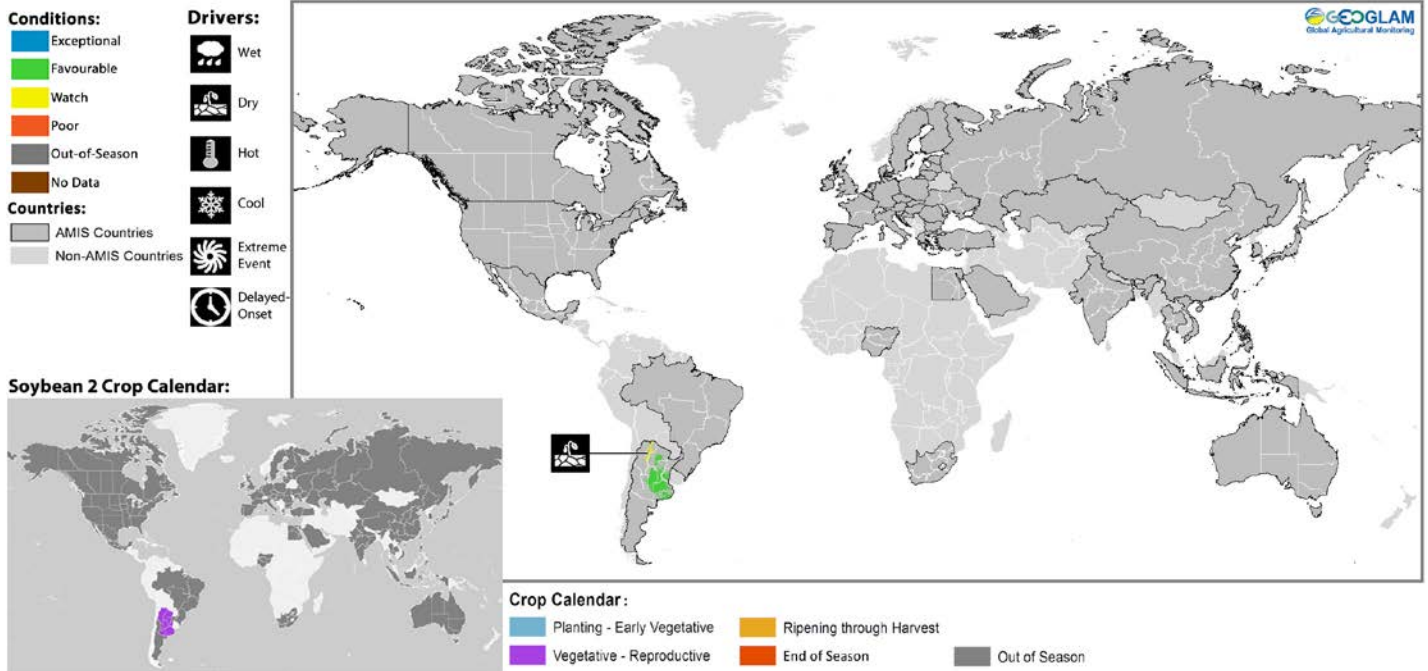 Conditions:
Exceptional
Favourable
Watch
Poor
Out-of-Season
No Data
Countries:
AMIS Countries
Non-AMIS Countries
Drivers:
Wet
Dry
Hot
Cool
Extreme
Event
Delayed-
Onset
GEOGLAM
Global Agricultural Monitoring
Soybean 2 Crop Calendar:
Crop Calendar :
Planting - Early Vegetative
Ripening through Harvest
Vegetative - Reproductive
End of Season
Out of Season